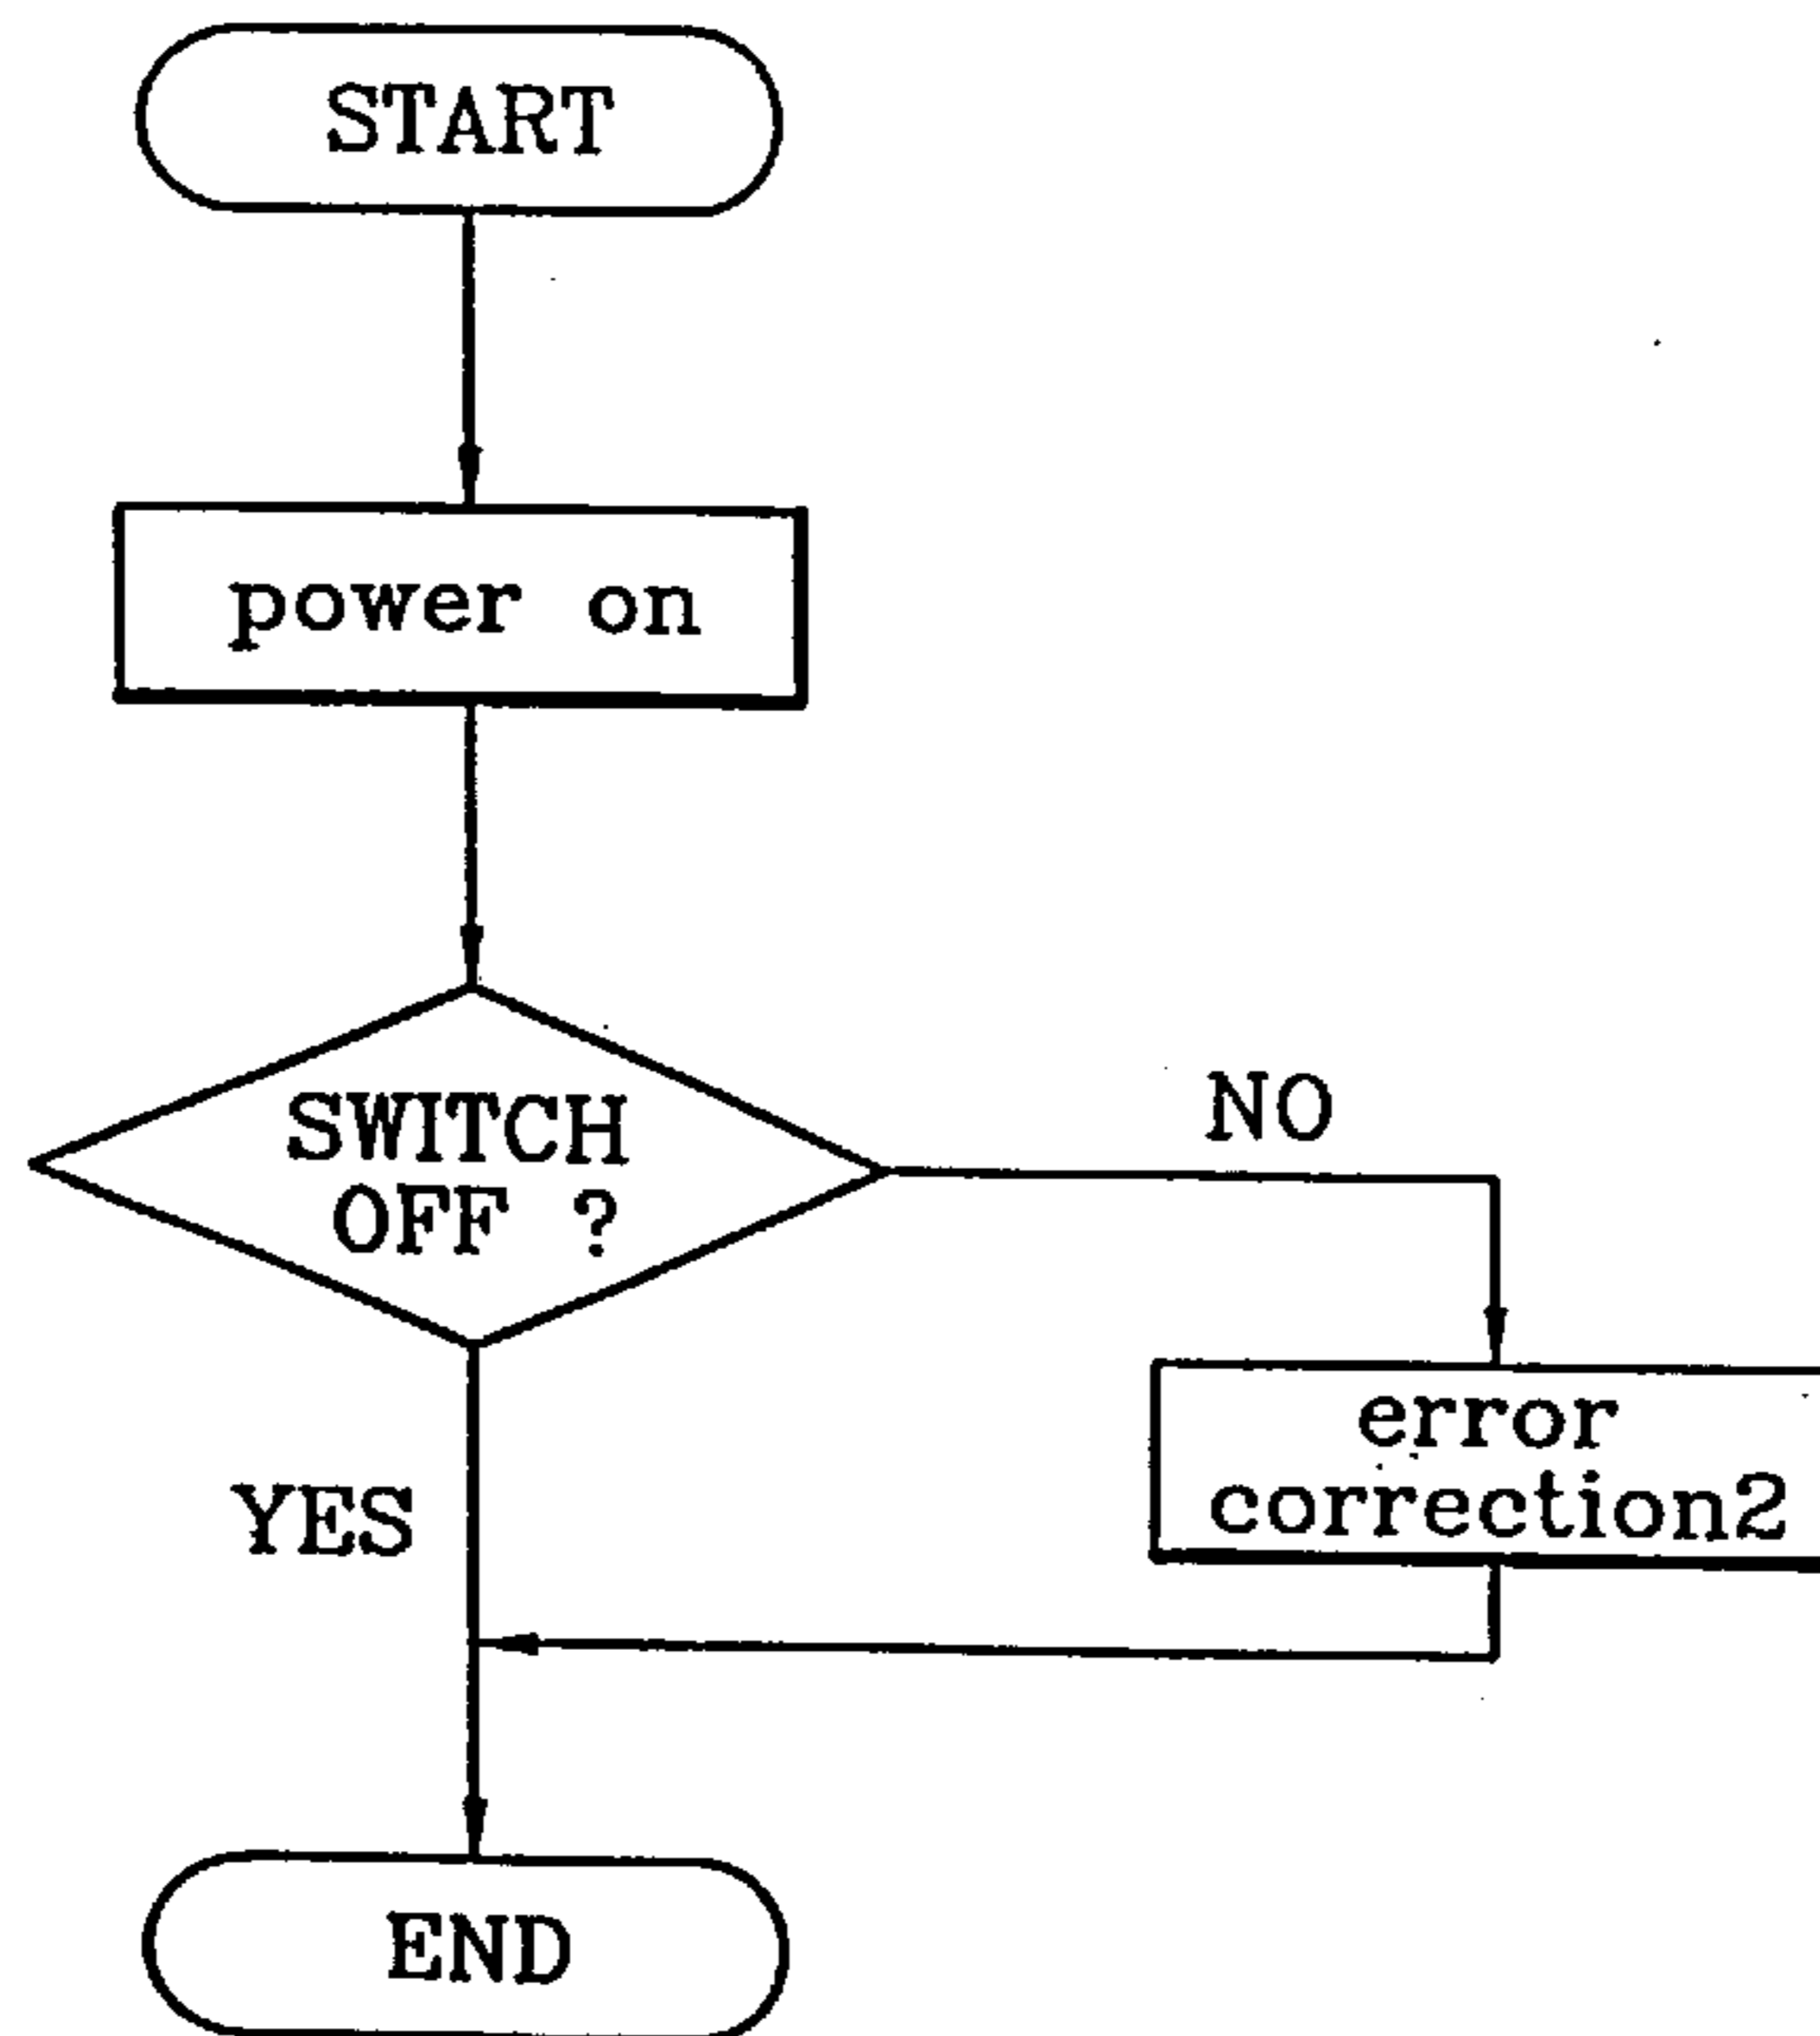 START
power on
SWITCH
OFF ?
NO
error
correction2
YES
END